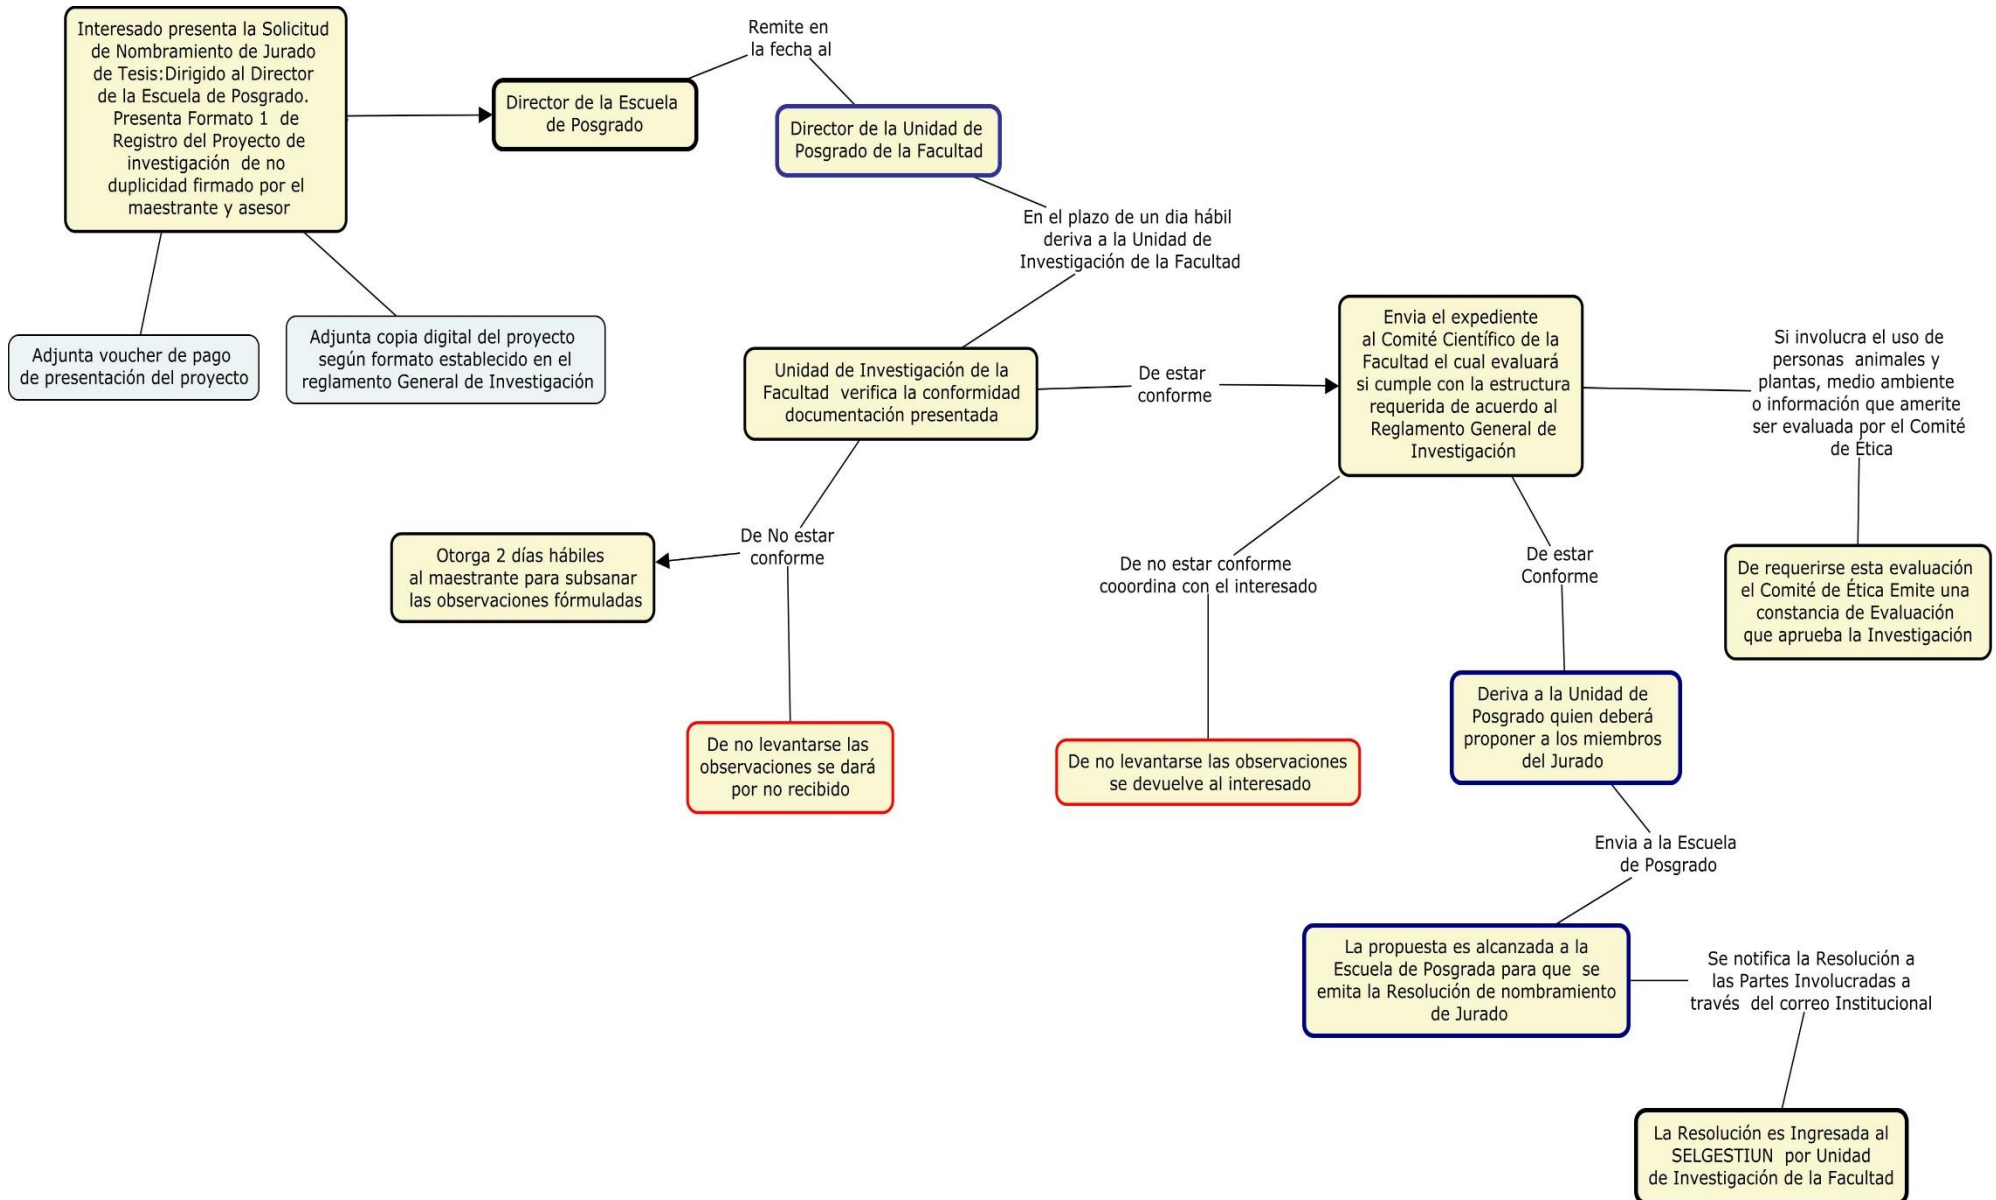 Interesado presenta la Solicitud
de Nombramiento de Jurado
de Tesis:Dirigido al Director
de la Escuela de Posgrado.
Presenta Formato 1 de
Registro del Proyecto de
investigación de no
duplicidad firmado por el
maestrante y asesor
Adjunta voucher de pago
de presentación del proyecto
Adjunta copia digital del proyecto
según formato establecido en el
reglamento General de Investigación
Director de la Escuela
de Posgrado
Remite en
la fecha al
Director de la Unidad de
Posgrado de la Facultad
En el plazo de un dia hábil
deriva a la Unidad de
Investigación de la Facultad
Unidad de Investigación de la
Facultad verifica la conformidad
documentación presentada
De No estar
conforme
Otorga 2 días hábiles
al maestrante para subsanar
las observaciones fórmuladas
De no levantarse las
observaciones se dará
por no recibido
De estar
conforme
Envia el expediente
al Comité Científico de la
Facultad el cual evaluará
si cumple con la estructura
requerida de acuerdo al
Reglamento General de
Investigación
Si involucra el uso de
personas animales y
plantas, medio ambiente
o información que amerite
ser evaluada por el Comité
de Ética
De requerirse esta evaluación
el Comité de Ética Emite una
constancia de Evaluación
que aprueba la Investigación
De no estar conforme
cooordina con el interesado
De no levantarse las observaciones
se devuelve al interesado
De estar
Conforme
Deriva a la Unidad de
Posgrado quien deberá
proponer a los miembros
del Jurado
Envia a la Escuela
de Posgrado
La propuesta es alcanzada a la
Escuela de Posgrada para que se
emita la Resolución de nombramiento
de Jurado
Se notifica la Resolución a
las Partes Involucradas a
través del correo Institucional
La Resolución es Ingresada al
SELGESTIUN por Unidad
de Investigación de la Facultad